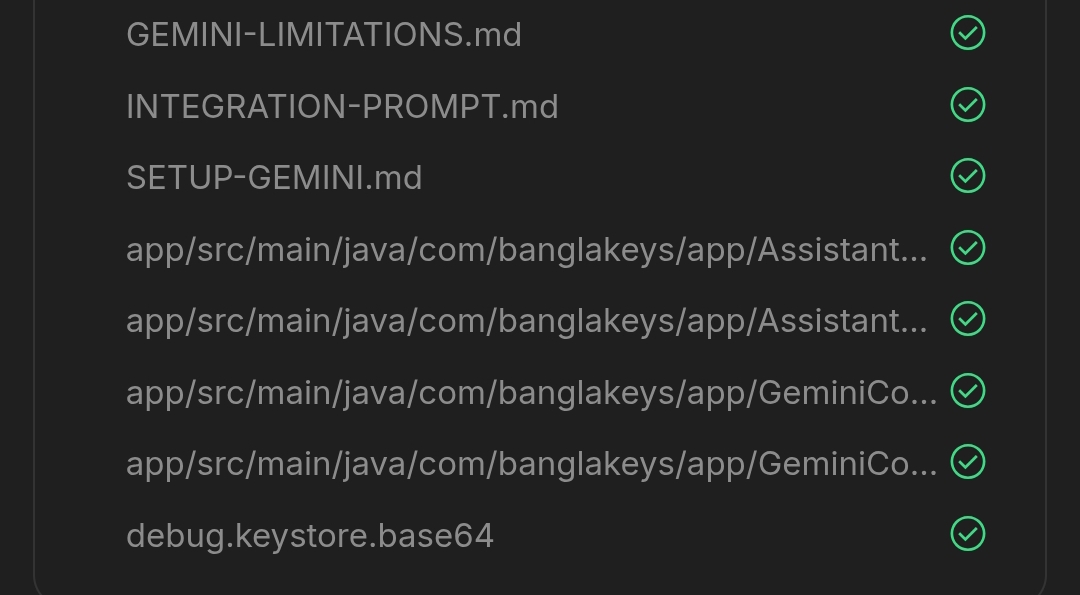 GEMINI-LIMITATIONS.md
INTEGRATION-PROMPT.md
SETUP-GEMINI.md
app/src/main/java/com/banglakeys/app/Assistant...
app/src/main/java/com/banglakeys/app/Assistant...
app/src/main/java/com/banglakeys/app/GeminiCo...
app/src/main/java/com/banglakeys/app/GeminiCo...
debug.keystore.base64